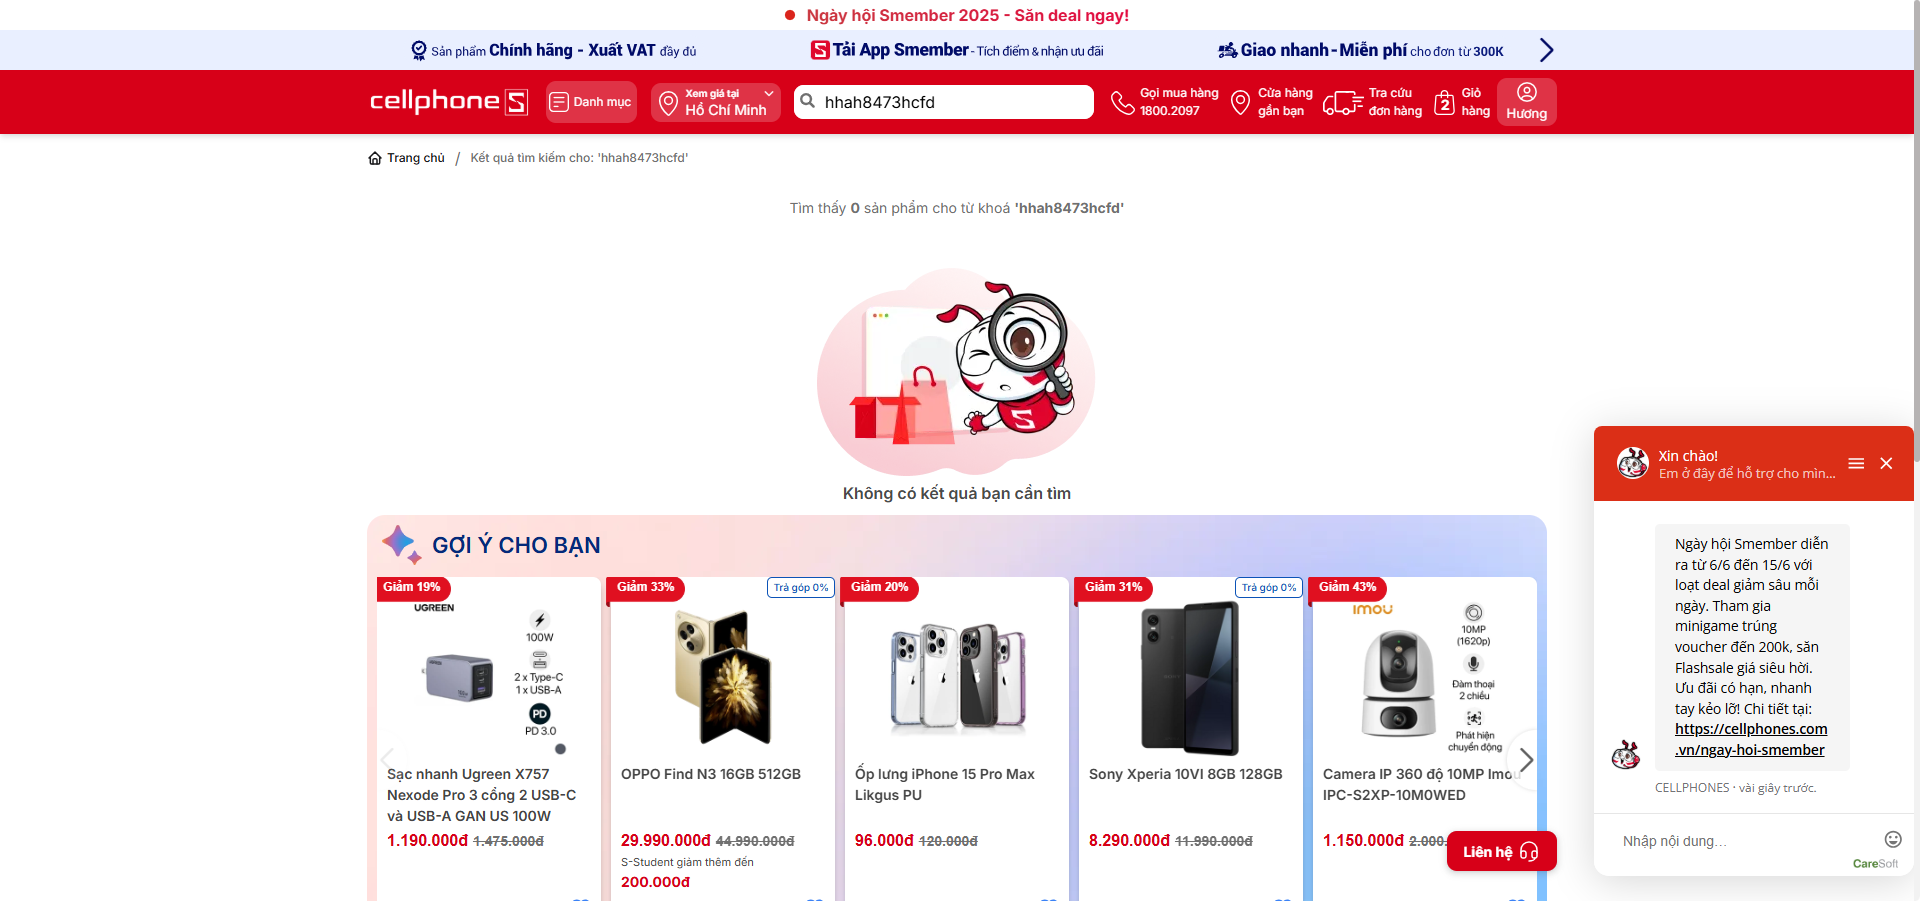 Ngày hội Smember 2025 - Săn deal ngay!
Sản phẩm Chính hãng - Xuất VAT đầy đủ
S Tải App Smember - Tích điểm & nhận ưu đãi
Giao nhanh - Miễn phí cho đơn từ 300K
cellphone S
Danh mục
Xem giá tại
Hồ Chí Minh
hhah8473hcfd
Gọi mua hàng
1800.2097
Cửa hàng
gần bạn
Tra cứu
đơn hàng
2
Giỏ
hàng
Hương
Trang chủ / Kết quả tìm kiếm cho: 'hhah8473hcfd'
Tìm thấy 0 sản phẩm cho từ khoá 'hhah8473hcfd'
S
Không có kết quả bạn cần tìm
GỢI Ý CHO BẠN
Giảm 19%
UGREEN
100W
2 x Type-C
1 x USB-A
PD
PD 3.0
Sạc nhanh Ugreen X757
Nexode Pro 3 cổng 2 USB-C
và USB-A GAN US 100W
1.190.000đ 1.475.000đ
Giảm 33%
Trả góp 0%
OPPO Find N3 16GB 512GB
29.990.000đ 44.990.000đ
S-Student giảm thêm đến
200.000đ
Giảm 20%
Ốp lưng iPhone 15 Pro Max
Likgus PU
96.000đ 120.000đ
Giảm 31%
Trả góp 0%
Sony Xperia 10VI 8GB 128GB
8.290.000đ 11.990.000đ
Giảm 43%
imou
10MP
(1620p)
Đàm thoại
2 chiều
Phát hiện
chuyển động
Camera IP 360 độ 10MP Imou
IPC-S2XP-10M0WED
1.150.000đ 2.000.
Liên hệ
Xin chào!
Em ở đây để hỗ trợ cho mìn...
Ngày hội Smember diễn
ra từ 6/6 đến 15/6 với
loạt deal giảm sâu mỗi
ngày. Tham gia
minigame trúng
voucher đến 200k, săn
Flashsale giá siêu hời.
Ưu đãi có hạn, nhanh
tay kẻo lỡ! Chi tiết tại:
https://cellphones.com
.vn/ngay-hoi-smember
CELLPHONES · vài giây trước.
Nhập nội dung...
CareSoft